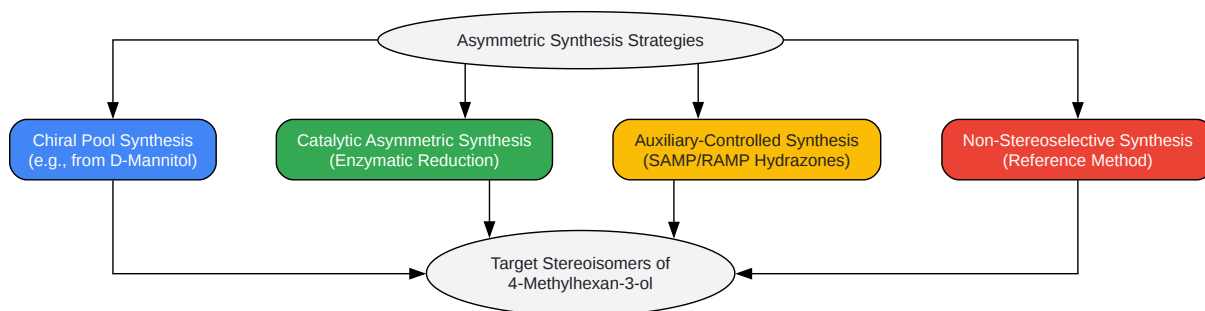 Asymmetric Synthesis Strategies
Chiral Pool Synthesis
(e.g., from D-Mannitol)
Catalytic Asymmetric Synthesis
(Enzymatic Reduction)
Auxiliary-Controlled Synthesis
(SAMP/RAMP Hydrazones)
Non-Stereoselective Synthesis
(Reference Method)
Target Stereoisomers of
4-Methylhexan-3-ol